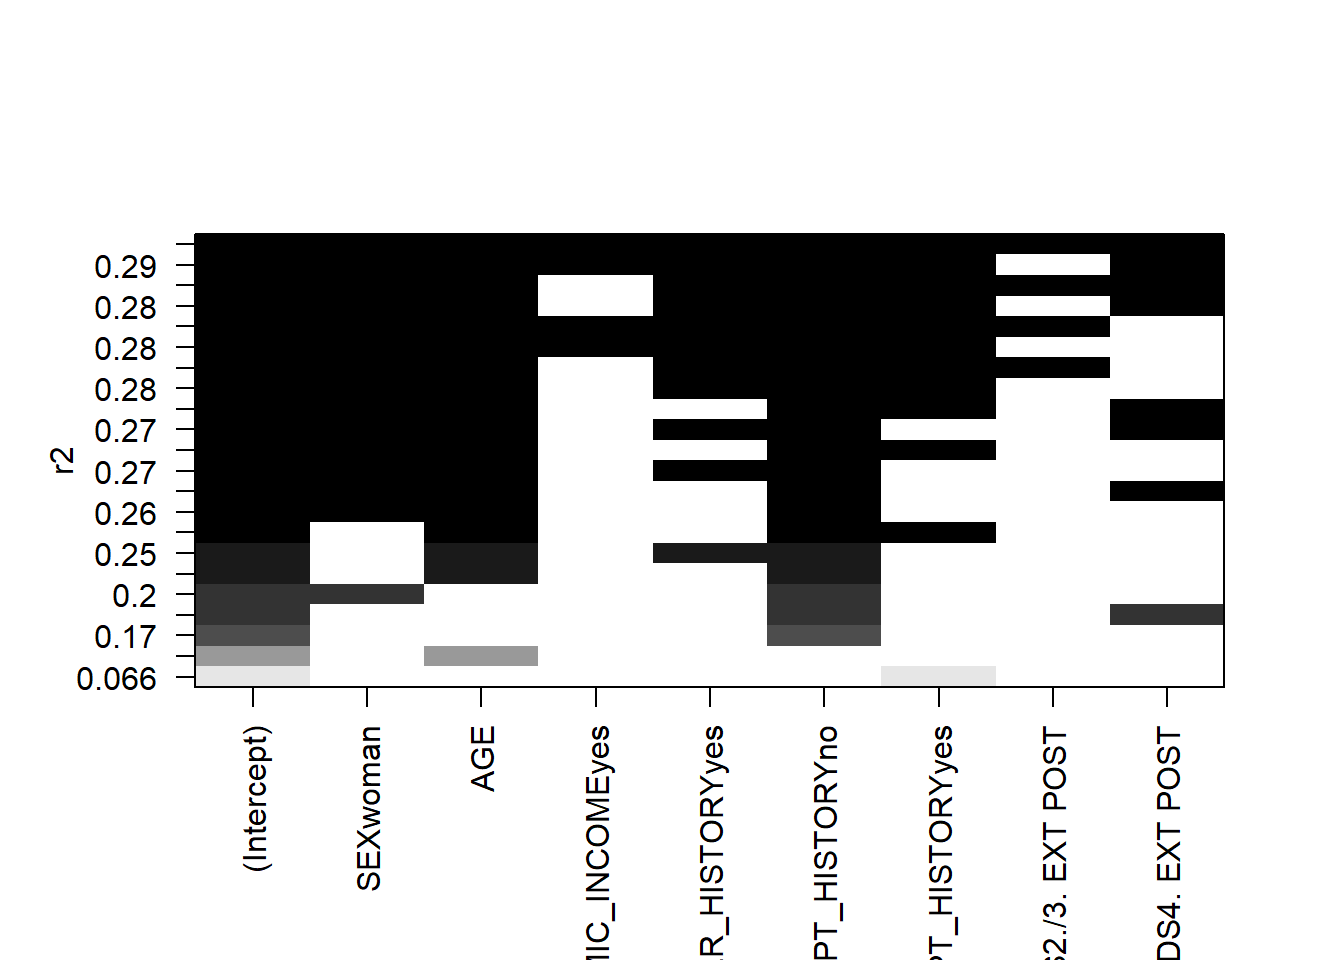 r2
0.29
0.28
0.28
0.28
0.27
0.27
0.26
0.25
0.2
0.17
0.066
(Intercept)
SEXwoman
AGE
MIC_INCOMEyes
R_HISTORYyes
PT_HISTORYno
PT_HISTORYyes
2./3. EXT POST
DS4. EXT POST